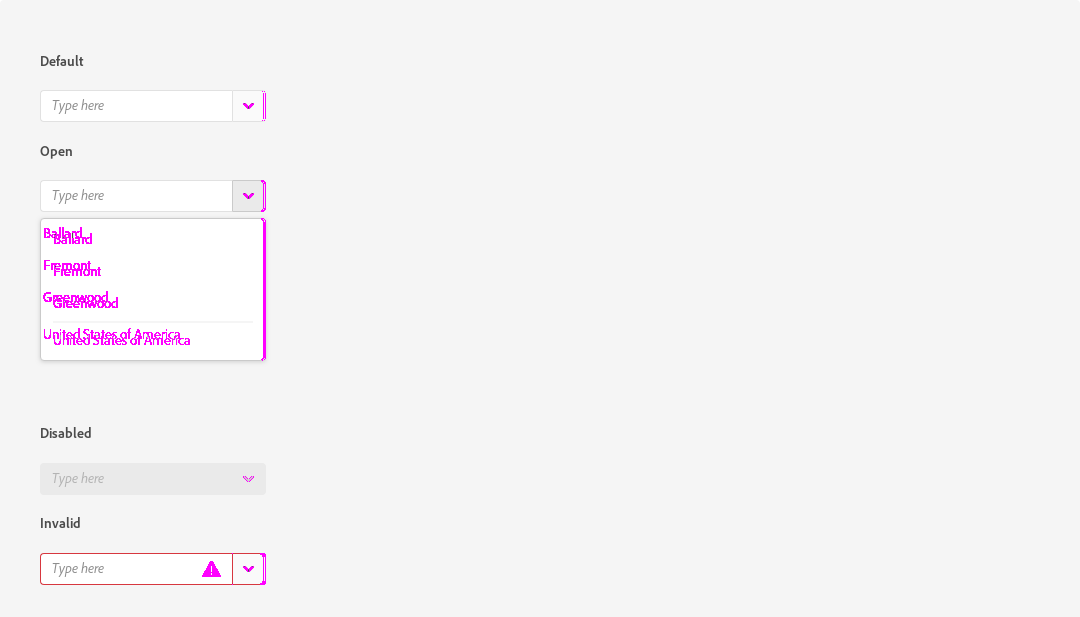 Default
Type here
Open
Type here
Ballard
Ballard
Fremont
Fremont
Greenwood
Greenwood
United States of America
United States of America
Disabled
Type here
Invalid
Type here